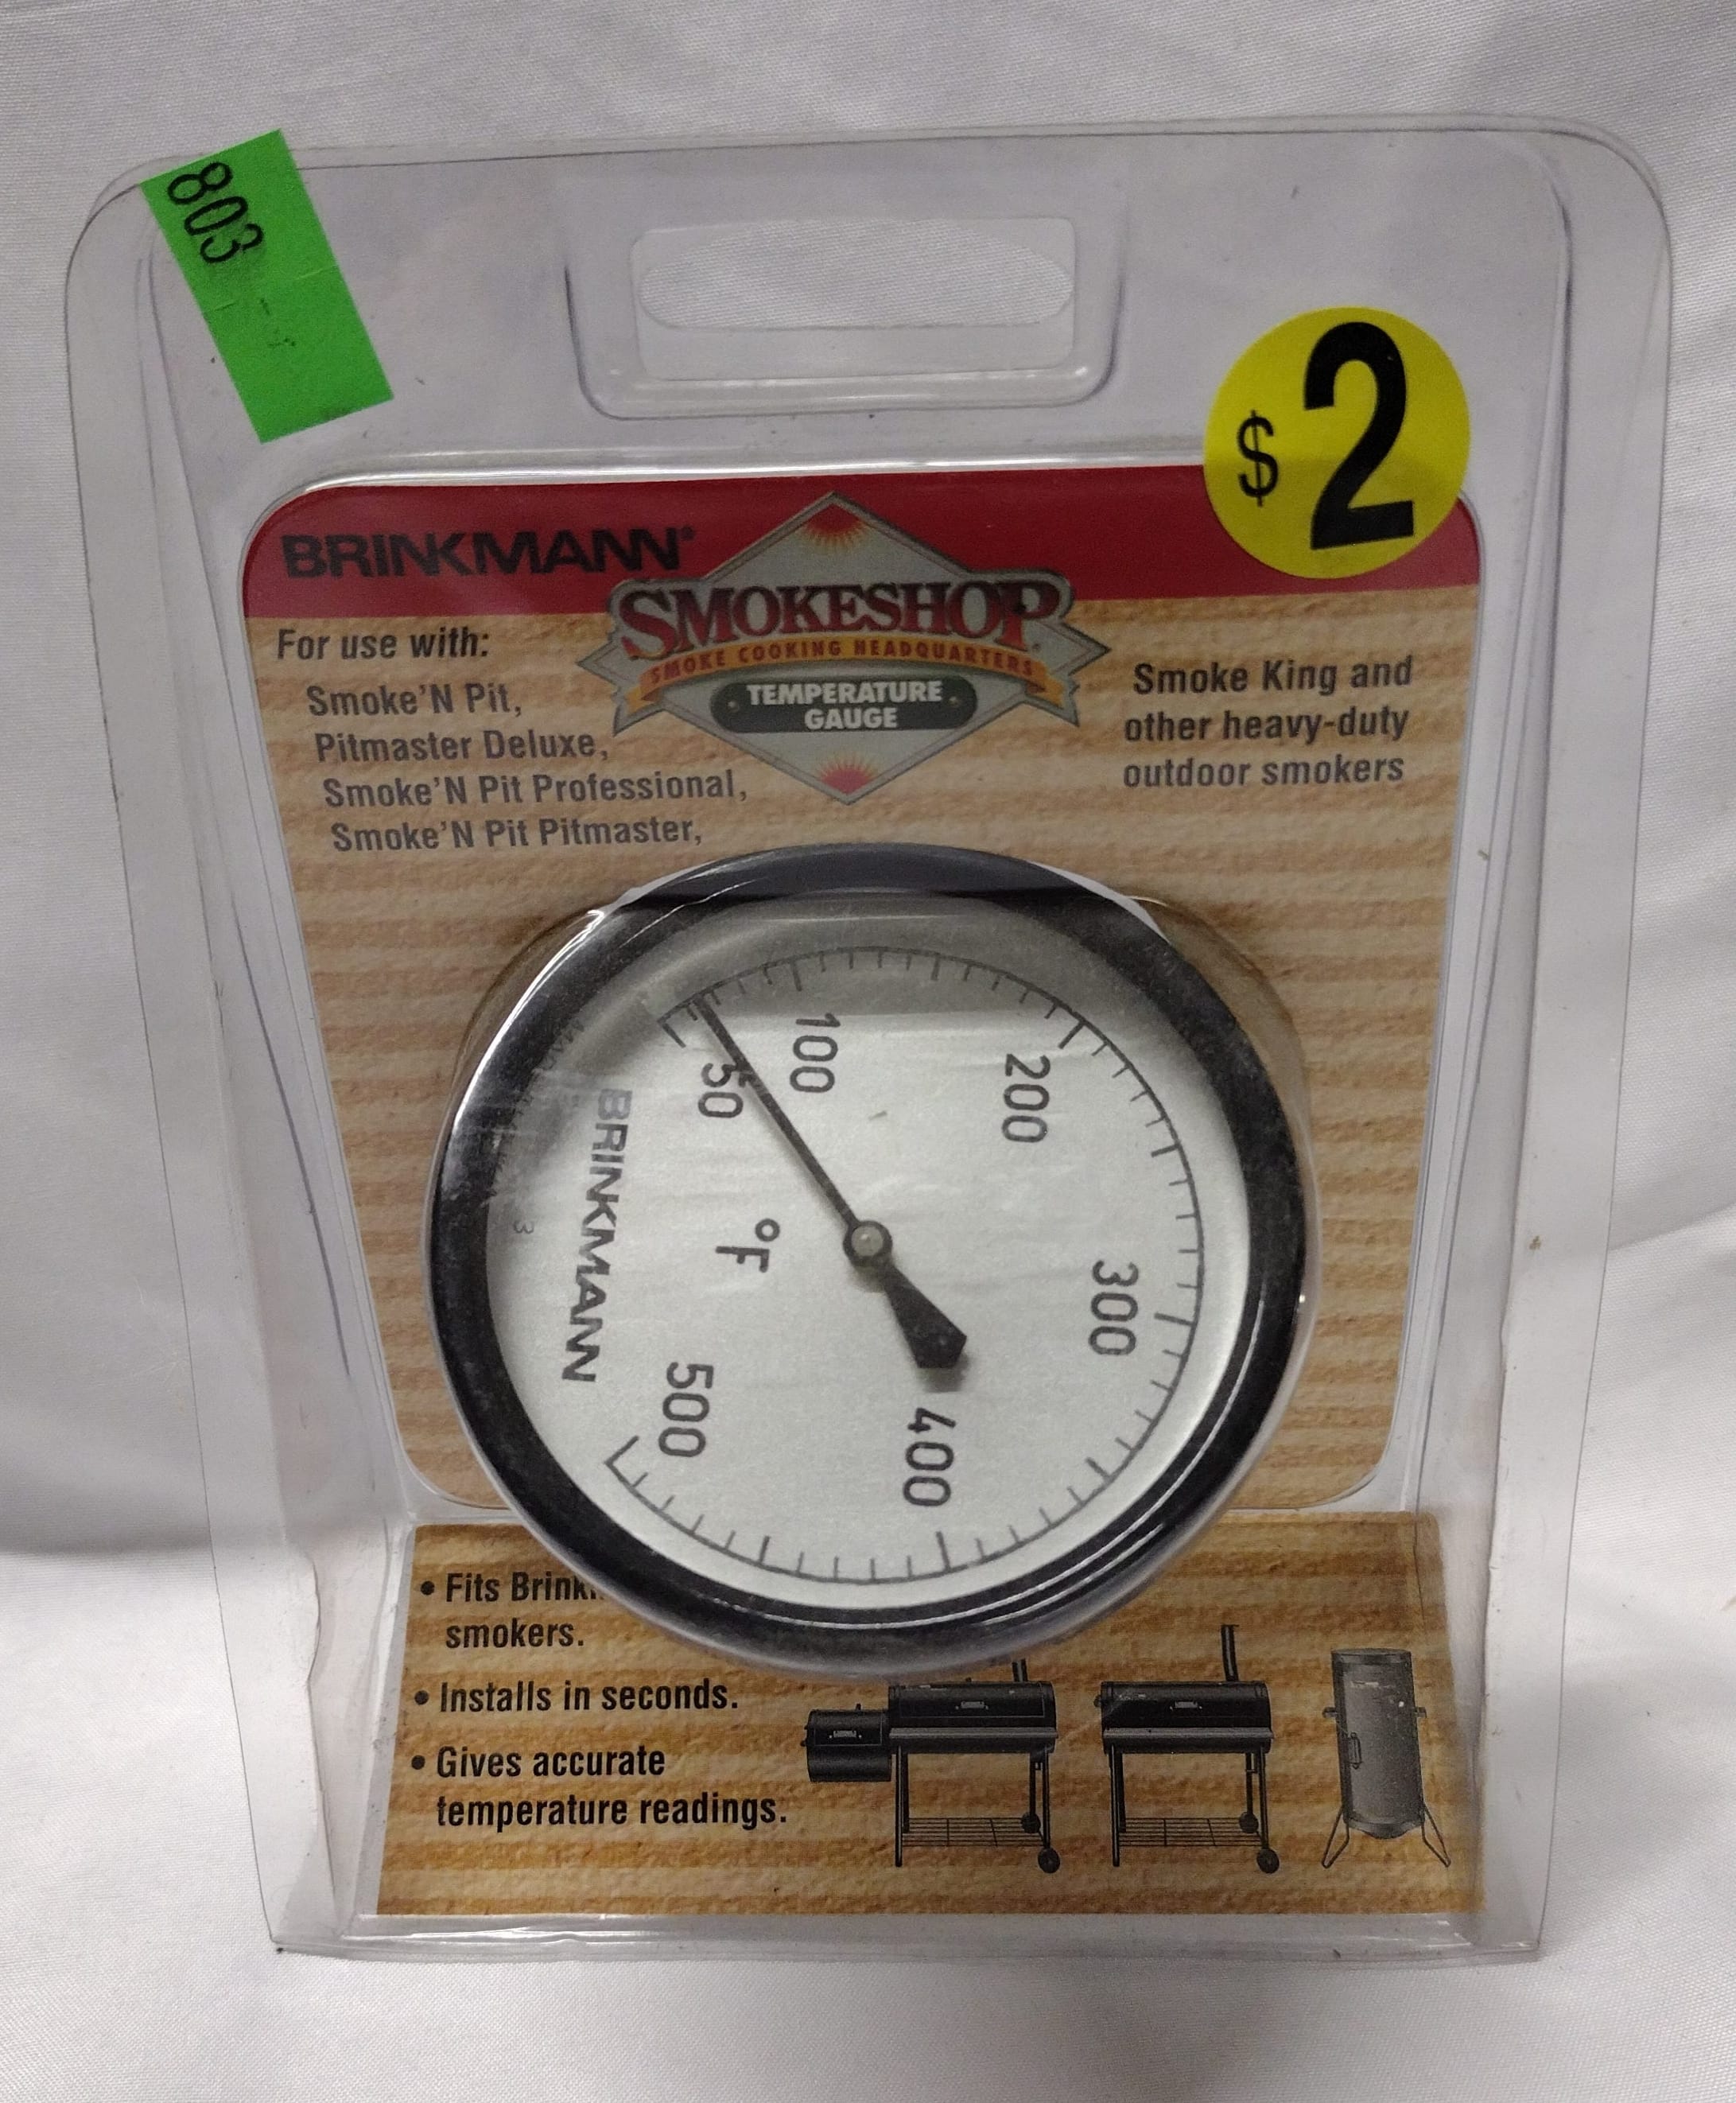 803
$2
BRINKMANN®
SMOKESHOP
SMOKE COOKING HEADQUARTERS
TEMPERATURE
GAUGE
For use with:
Smoke'N Pit,
Pitmaster Deluxe,
Smoke'N Pit Professional,
Smoke'N Pit Pitmaster,
Smoke King and
other heavy-duty
outdoor smokers
50
100
200
300
400
500
°F
BRINKMANN
• Fits Brink
smokers.
• Installs in seconds.
• Gives accurate
temperature readings.